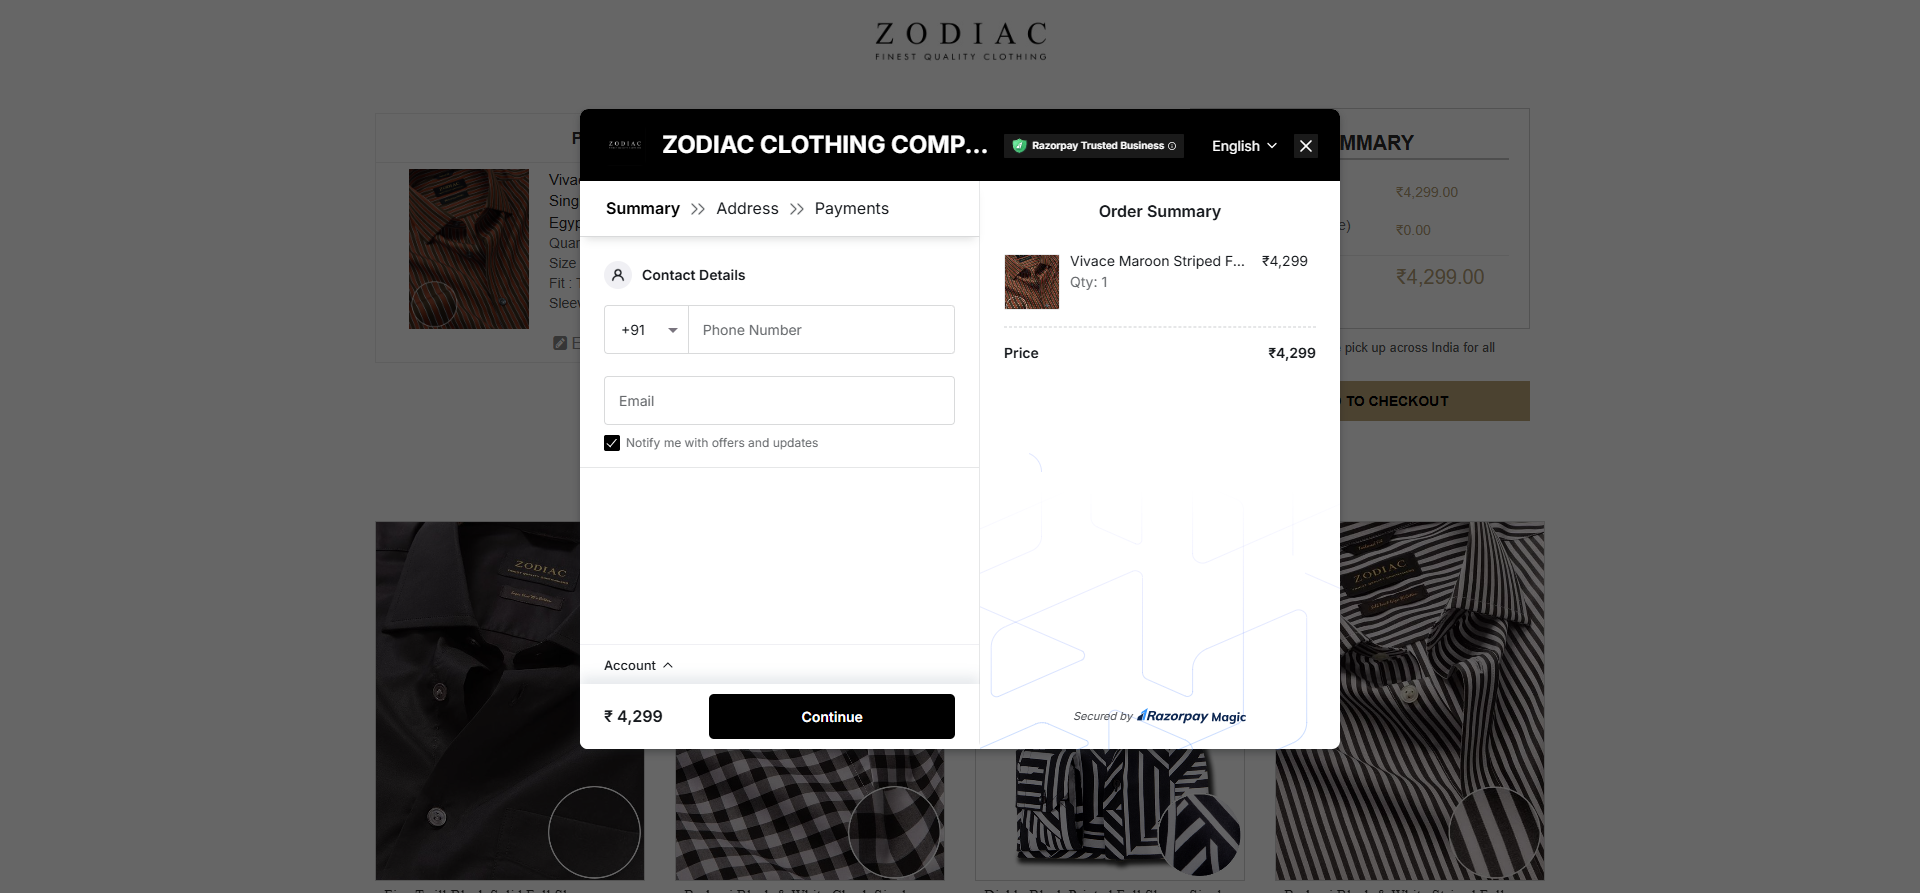 ZODIAC
FINEST QUALITY CLOTHING
ZODIAC
ZODIAC CLOTHING COMP...
Razorpay Trusted Business
English
MMARY
Summary
Address
Payments
Contact Details
+91
Phone Number
Email
Notify me with offers and updates
Account
₹ 4,299
Continue
Order Summary
Vivace Maroon Striped F...
₹4,299
Qty: 1
Price
₹4,299
Secured by Razorpay Magic
Viva
Sing
Egyp
Quar
Size
Fit : T
Slee
E
₹4,299.00
e)
₹0.00
₹4,299.00
pick up across India for all
TO CHECKOUT
ZODIAC
ZODIAC